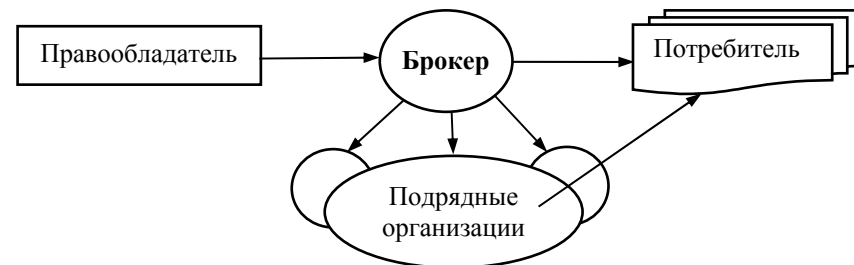 Правообладатель
Брокер
Потребитель
Подрядные
организации